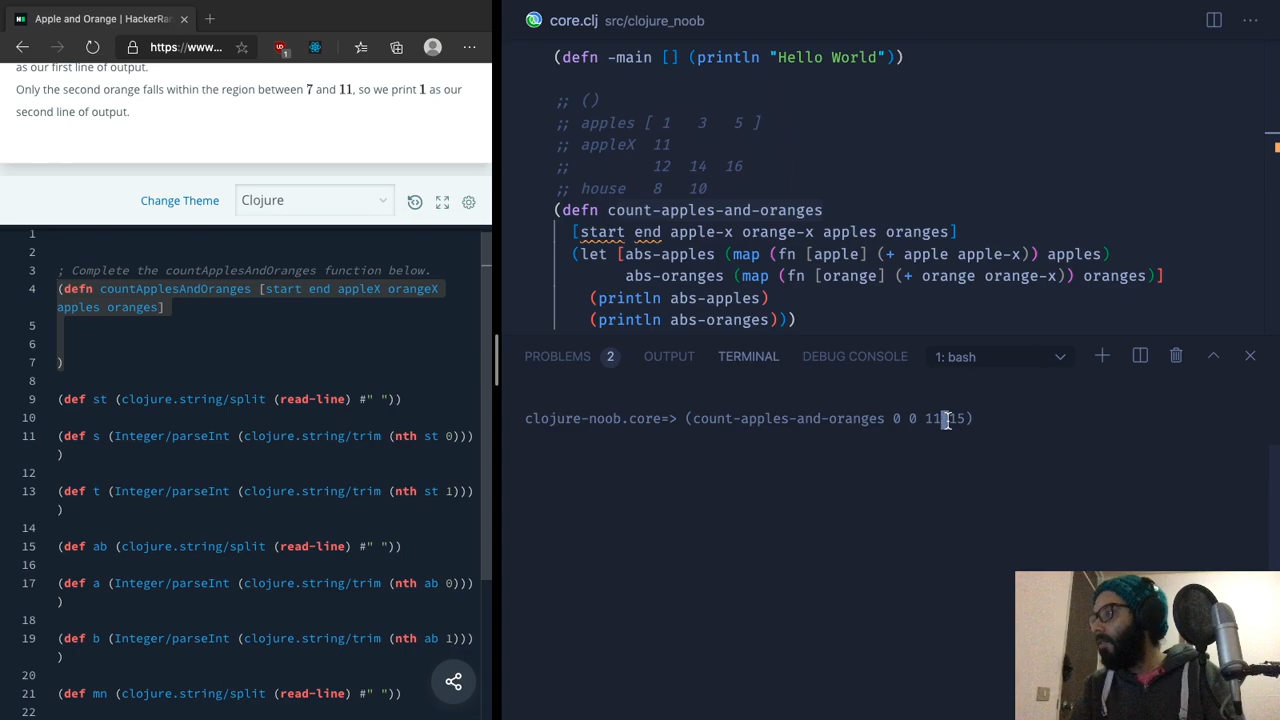 Apple and Orange | HackerRan
https://www...
1
as our first line of output.
Only the second orange falls within the region between 7 and 11, so we print 1 as our
second line of output.
Change Theme
Clojure
1
2
3 ; Complete the countApplesAndOranges function below.
4 (defn countApplesAndOranges [start end appleX orangeX
apples oranges]
5
6
7 )
8
9 (def st (clojure.string/split (read-line) #" "))
10
11 (def s (Integer/parseInt (clojure.string/trim (nth st 0)))
)
12
13 (def t (Integer/parseInt (clojure.string/trim (nth st 1)))
)
14
15 (def ab (clojure.string/split (read-line) #" "))
16
17 (def a (Integer/parseInt (clojure.string/trim (nth ab 0)))
)
18
19 (def b (Integer/parseInt (clojure.string/trim (nth ab 1)))
)
20
21 (def mn (clojure.string/split (read-line) #" "))
22
core.clj src/clojure_noob
(defn -main [] (println "Hello World"))
;; ()
;; apples [ 1 3 5 ]
;; appleX 11
;; 12 14 16
;; house 8 10
(defn count-apples-and-oranges
[start end apple-x orange-x apples oranges]
(let [abs-apples (map (fn [apple] (+ apple apple-x)) apples)
abs-oranges (map (fn [orange] (+ orange orange-x)) oranges)]
(println abs-apples)
(println abs-oranges)))
PROBLEMS 2 OUTPUT TERMINAL DEBUG CONSOLE 1: bash
clojure-noob.core=> (count-apples-and-oranges 0 0 11 15)